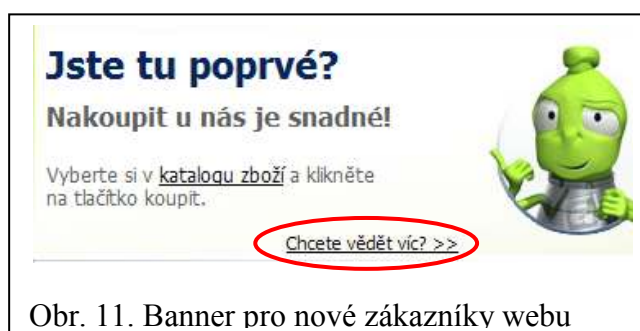 Jste tu poprvé?
Nakoupit u nás je snadné!
Vyberte si v katalogu zboží a klikněte
na tlačítko koupit.
Chcete vědět víc? >>
Obr. 11. Banner pro nové zákazníky webu